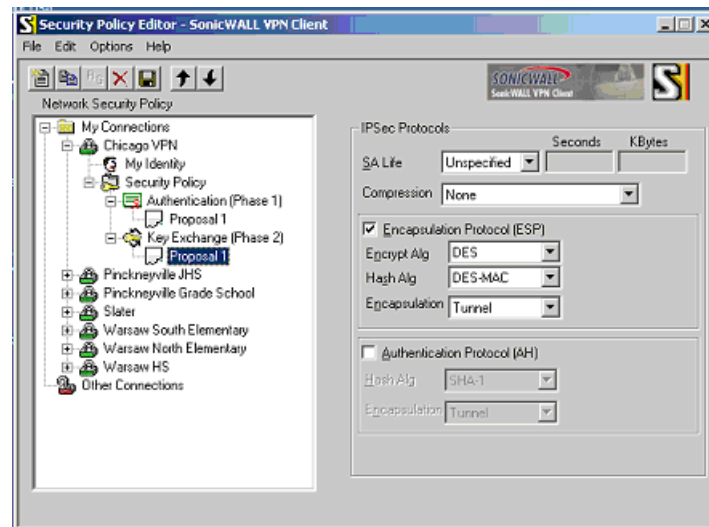 Security Policy Editor - SonicWALL VPN Client
File Edit Options Help
SONICWALL
SonicWALL VPN Client
S
Network Security Policy
My Connections
Chicago VPN
My Identity
Security Policy
Authentication (Phase 1)
Proposal 1
Key Exchange (Phase 2)
Proposal 1
Pinckneyville JHS
Pinckneyville Grade School
Slater
Warsaw South Elementary
Warsaw North Elementary
Warsaw HS
Other Connections
IPSec Protocols
Seconds KBytes
SA Life Unspecified
Compression None
Encapsulation Protocol (ESP)
Encrypt Alg DES
Hash Alg DES-MAC
Encapsulation Tunnel
Authentication Protocol (AH)
Hash Alg SHA-1
Encapsulation Tunnel